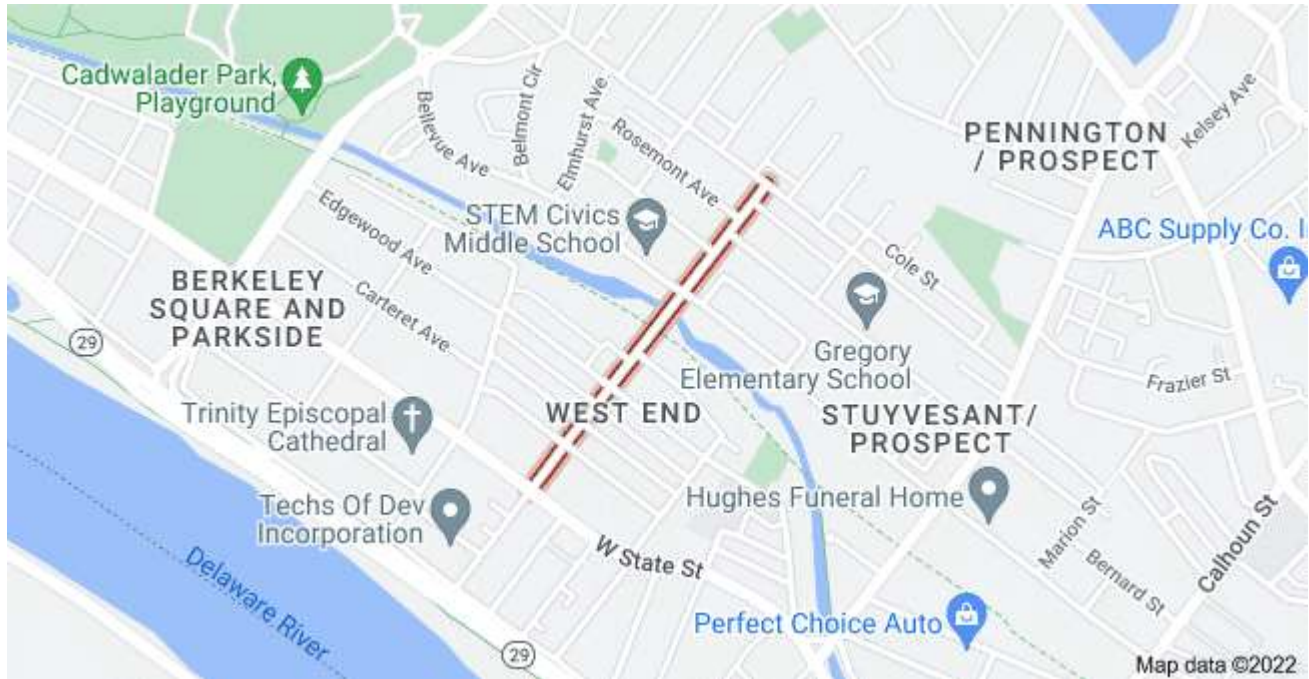 Cadwalader Park,
Playground
Bellevue Ave
Belmont Cir
Elmhurst Ave
Rosemont Ave
PENNINGTON
/ PROSPECT
Kelsey Ave
STEM Civics
Middle School
Edgewood Ave
ABC Supply Co. I
Cole St
BERKELEY
SQUARE AND
PARKSIDE
Carteret Ave
29
Gregory
Elementary School
Frazier St
Trinity Episcopal
Cathedral
WEST END
STUYVESANT/
PROSPECT
Hughes Funeral Home
Techs Of Dev
Incorporation
Marion St
Calhoun St
W State St
Bernard St
Delaware River
Perfect Choice Auto
29
Map data ©2022